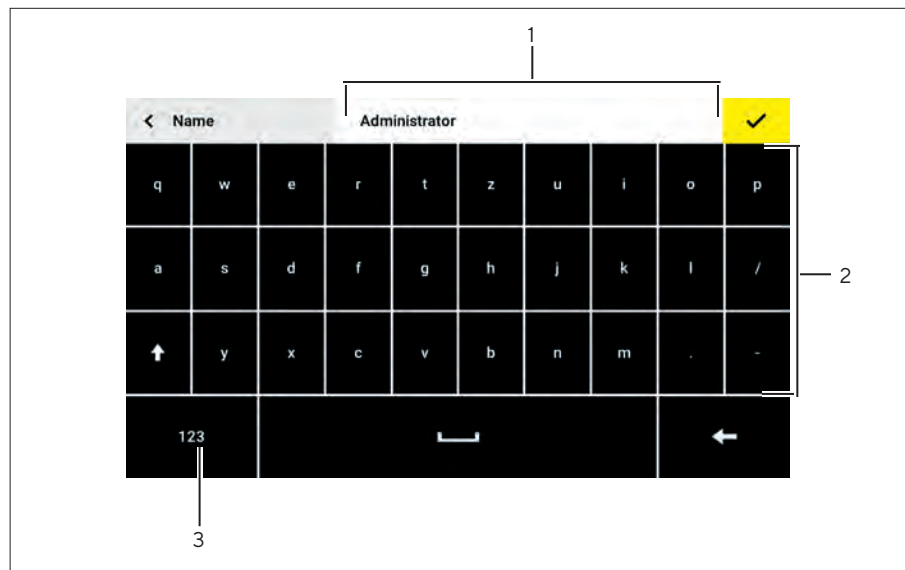 1
Name Administrator
q w e r t z u i o p
a s d f g h j k l /
2
y x c v b n m . -
123
3